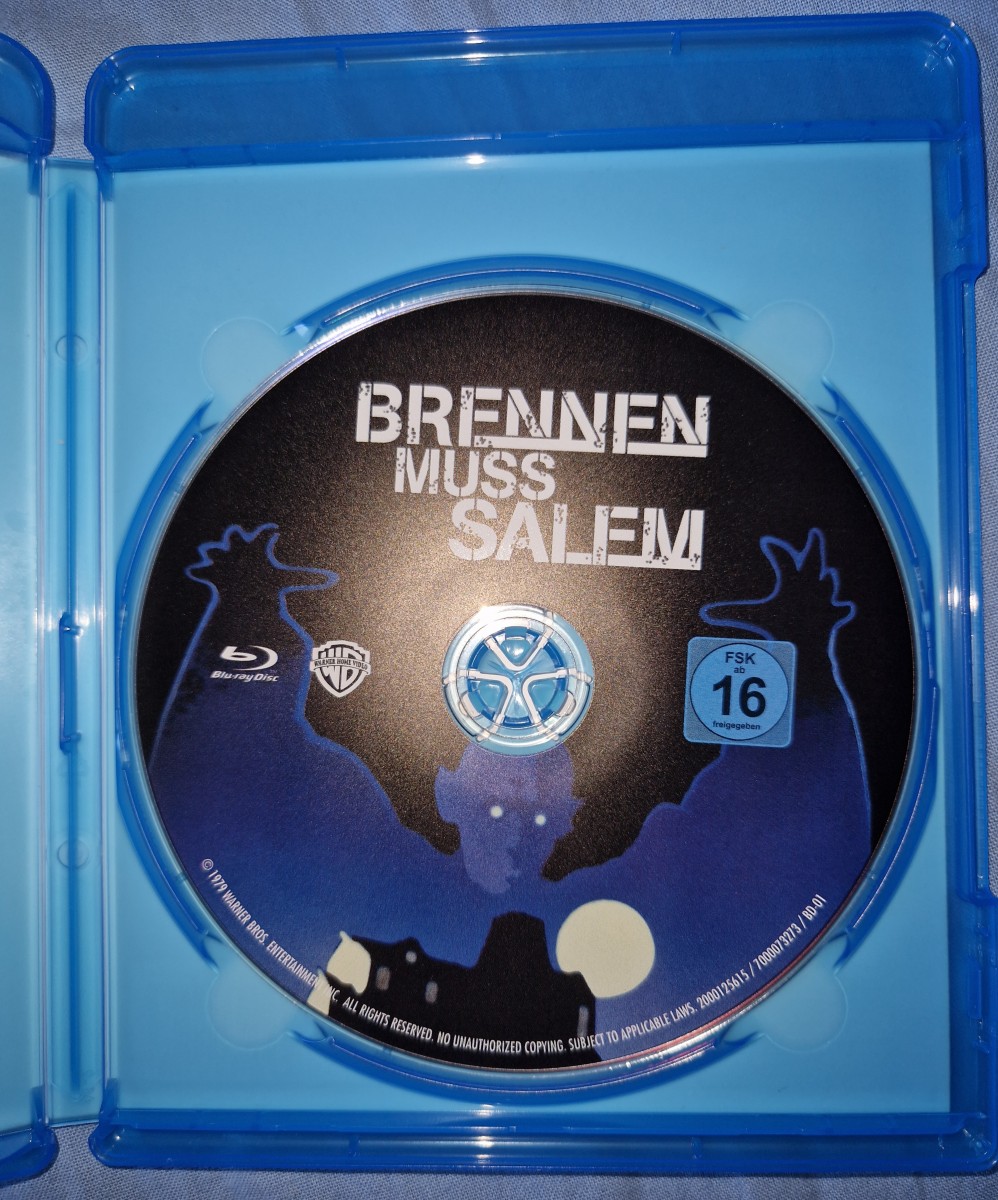 BRENNEN
MUSS
SALEM
Blu-ray Disc
WARNER HOME VIDEO
WB
FSK
ab
16
freigegeben
© 1979 WARNER BROS. ENTERTAINMENT INC. ALL RIGHTS RESERVED. NO UNAUTHORIZED COPYING. SUBJECT TO APPLICABLE LAWS. 2000125615 / 7000073273 / BD-01